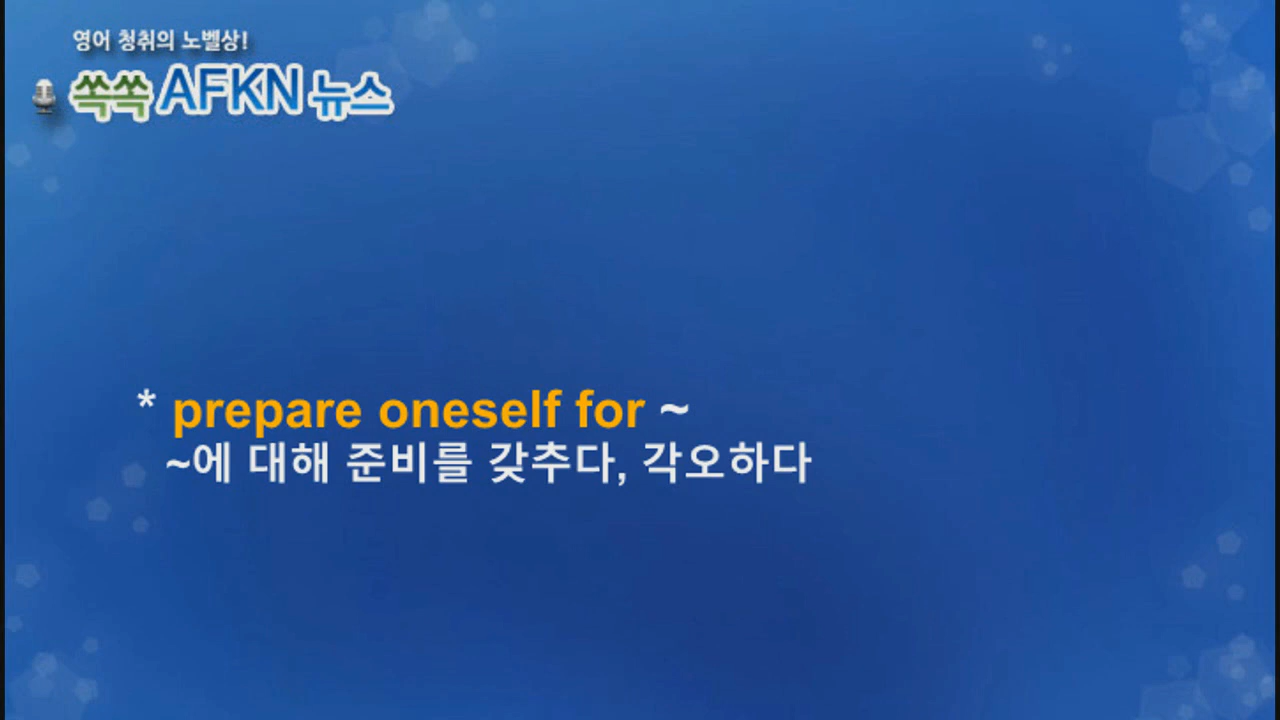 영어 청취의 노벨상!
쏙쏙 AFKN 뉴스
* prepare oneself for ~
~에 대해 준비를 갖추다, 각오하다